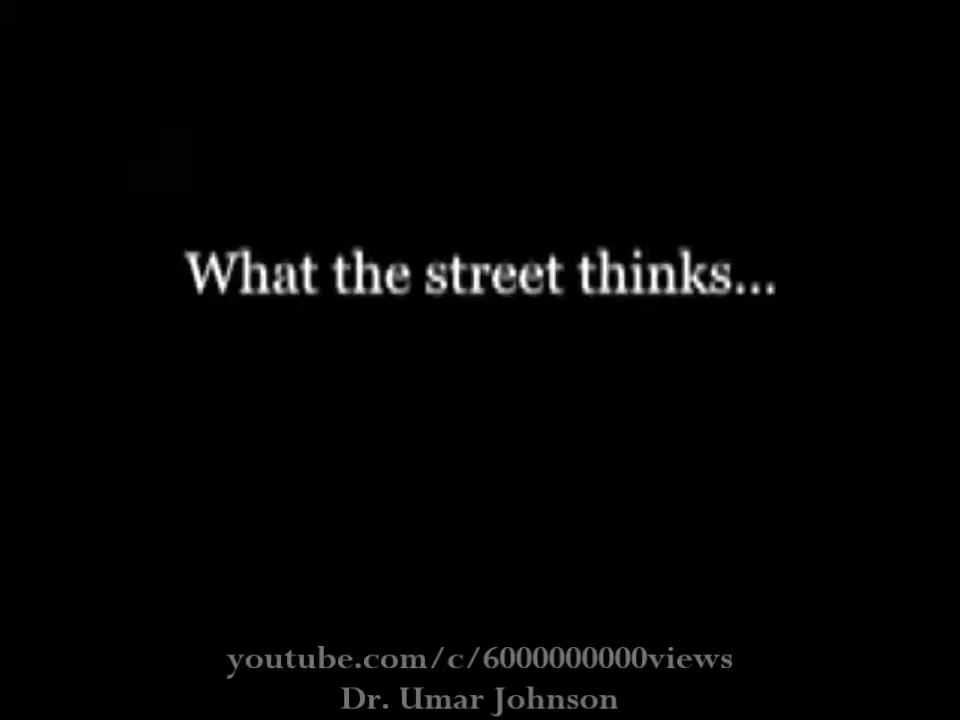 What the street thinks...
youtube.com/c/6000000000views
Dr. Umar Johnson